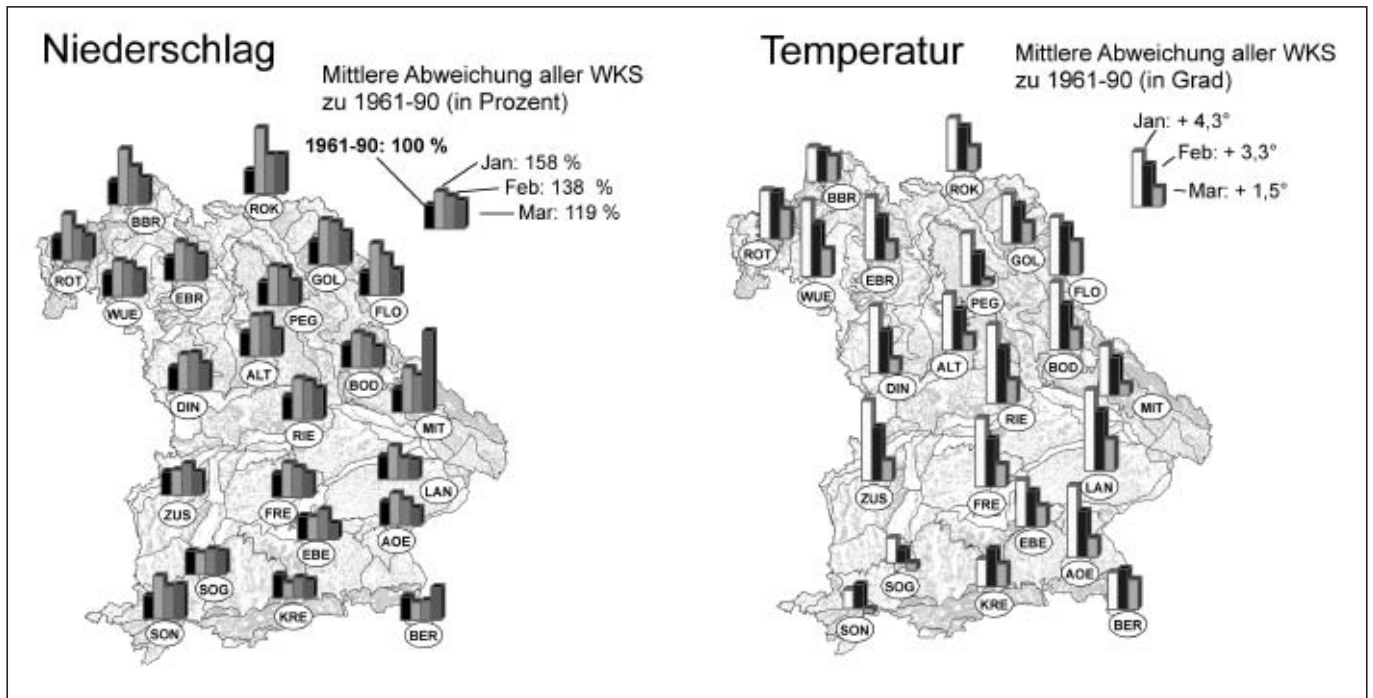 Niederschlag
Mittlere Abweichung aller WKS
zu 1961-90 (in Prozent)
1961-90: 100 %
Jan: 158 %
Feb: 138 %
Mar: 119 %
BBR
ROK
ROT
WUE
EBR
GOL
PEG
FLO
ALT
BOD
DIN
RIE
MIT
ZUS
FRE
LAN
EBE
AOE
SOG
SON
KRE
BER
Temperatur
Mittlere Abweichung aller WKS
zu 1961-90 (in Grad)
Jan: + 4,3°
Feb: + 3,3°
Mar: + 1,5°
BBR
ROK
ROT
WUE
EBR
GOL
PEG
FLO
DIN
ALT
BOD
RIE
MIT
ZUS
FRE
LAN
EBE
AOE
SOG
SON
KRE
BER